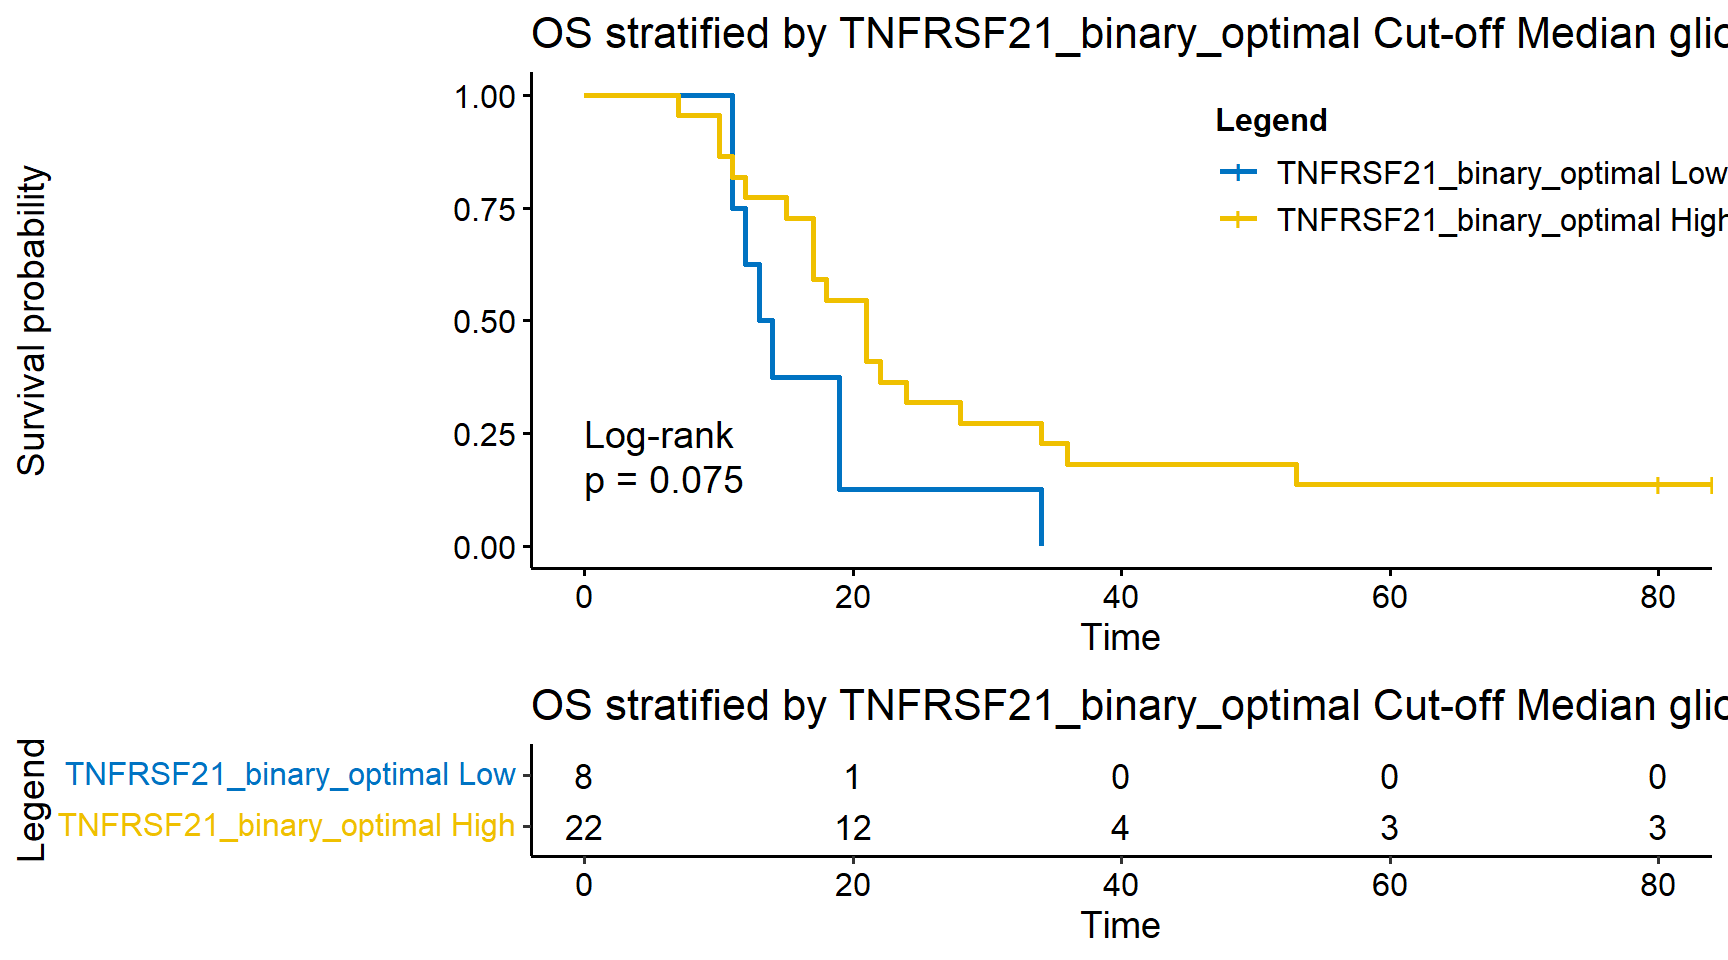 OS stratified by TNFRSF21_binary_optimal Cut-off Median
Survival probability
1.00
0.75
0.50
0.25
0.00
Legend
TNFRSF21_binary_optimal Low
TNFRSF21_binary_optimal High
Log-rank
p = 0.075
0 20 40 60 80
Time
OS stratified by TNFRSF21_binary_optimal Cut-off Median
Legend
TNFRSF21_binary_optimal Low 8 1 0 0 0
TNFRSF21_binary_optimal High 22 12 4 3 3
0 20 40 60 80
Time